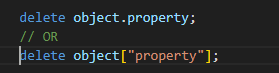 delete object.property;
// OR
delete object["property"];